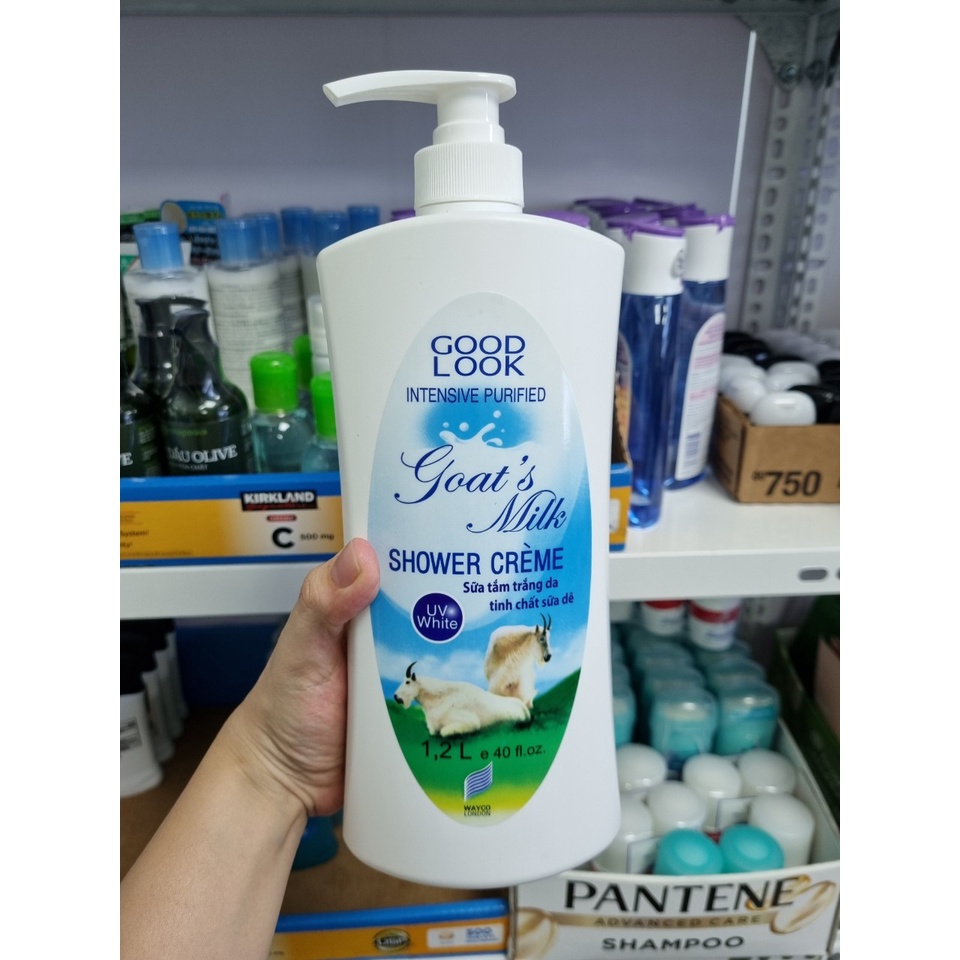 GOOD
LOOK
INTENSIVE PURIFIED
Goat's
Milk
SHOWER CRÈME
Sữa tắm trắng da
tinh chất sữa dê
UV
White
1,2 L e 40 fl.oz.
WAYCO
LONDON
DẦU OLIVE
KIRKLAND
C 500 mg
750
PANTENE
ADVANCED CARE
SHAMPOO